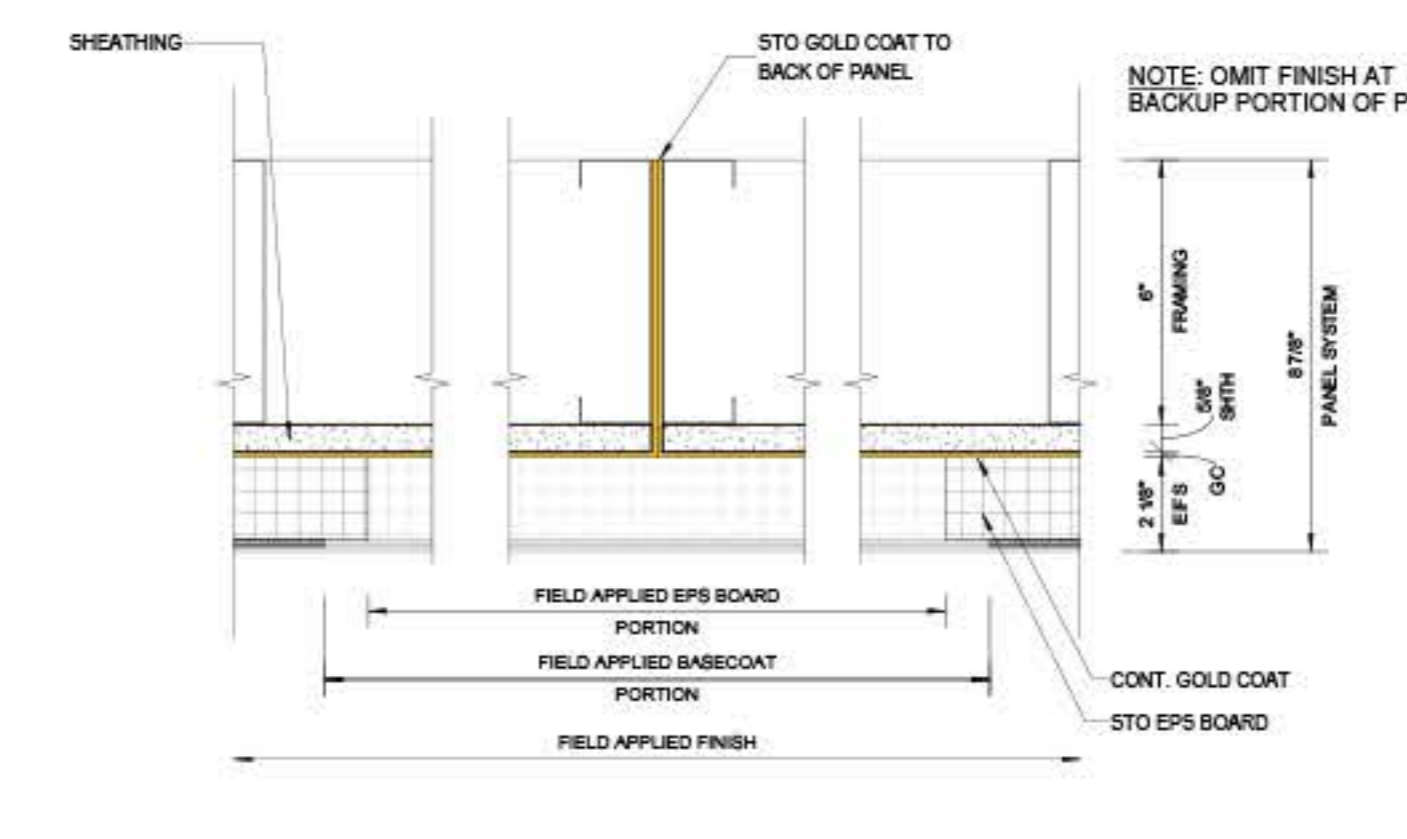 SHEATHING
STO GOLD COAT TO
BACK OF PANEL
NOTE: OMIT FINISH AT
BACKUP PORTION OF P
6"
FRAMING
5/8"
SHTH
8 7/8"
PANEL SYSTEM
2 1/8"
EIFS
GC
FIELD APPLIED EPS BOARD
PORTION
FIELD APPLIED BASECOAT
PORTION
FIELD APPLIED FINISH
CONT. GOLD COAT
STO EPS BOARD